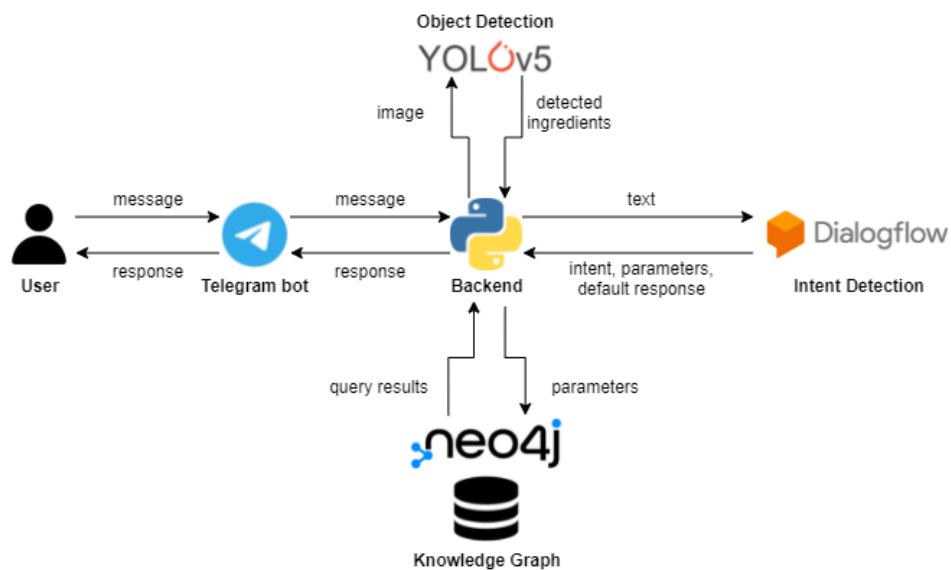 Object Detection
YOLOv5
image
detected
ingredients
message
message
text
Dialogflow
response
response
intent, parameters,
default response
User
Telegram bot
Backend
Intent Detection
query results
parameters
neo4j
Knowledge Graph